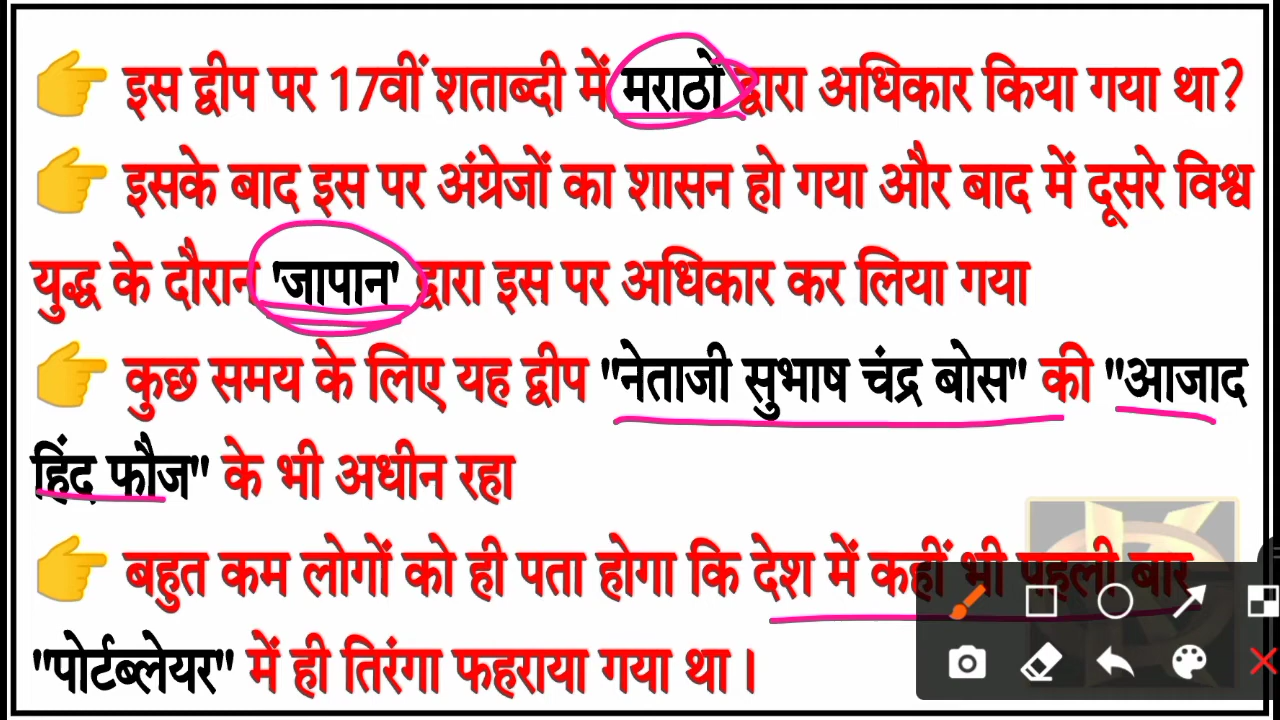 👉 इस द्वीप पर 17वीं शताब्दी में मराठों द्वारा अधिकार किया गया था?
👉 इसके बाद इस पर अंग्रेजों का शासन हो गया और बाद में दूसरे विश्व
युद्ध के दौरान 'जापान' द्वारा इस पर अधिकार कर लिया गया
👉 कुछ समय के लिए यह द्वीप "नेताजी सुभाष चंद्र बोस" की "आजाद
हिंद फौज" के भी अधीन रहा
👉 बहुत कम लोगों को ही पता होगा कि देश में कहीं भी पहली बार
"पोर्टब्लेयर" में ही तिरंगा फहराया गया था।